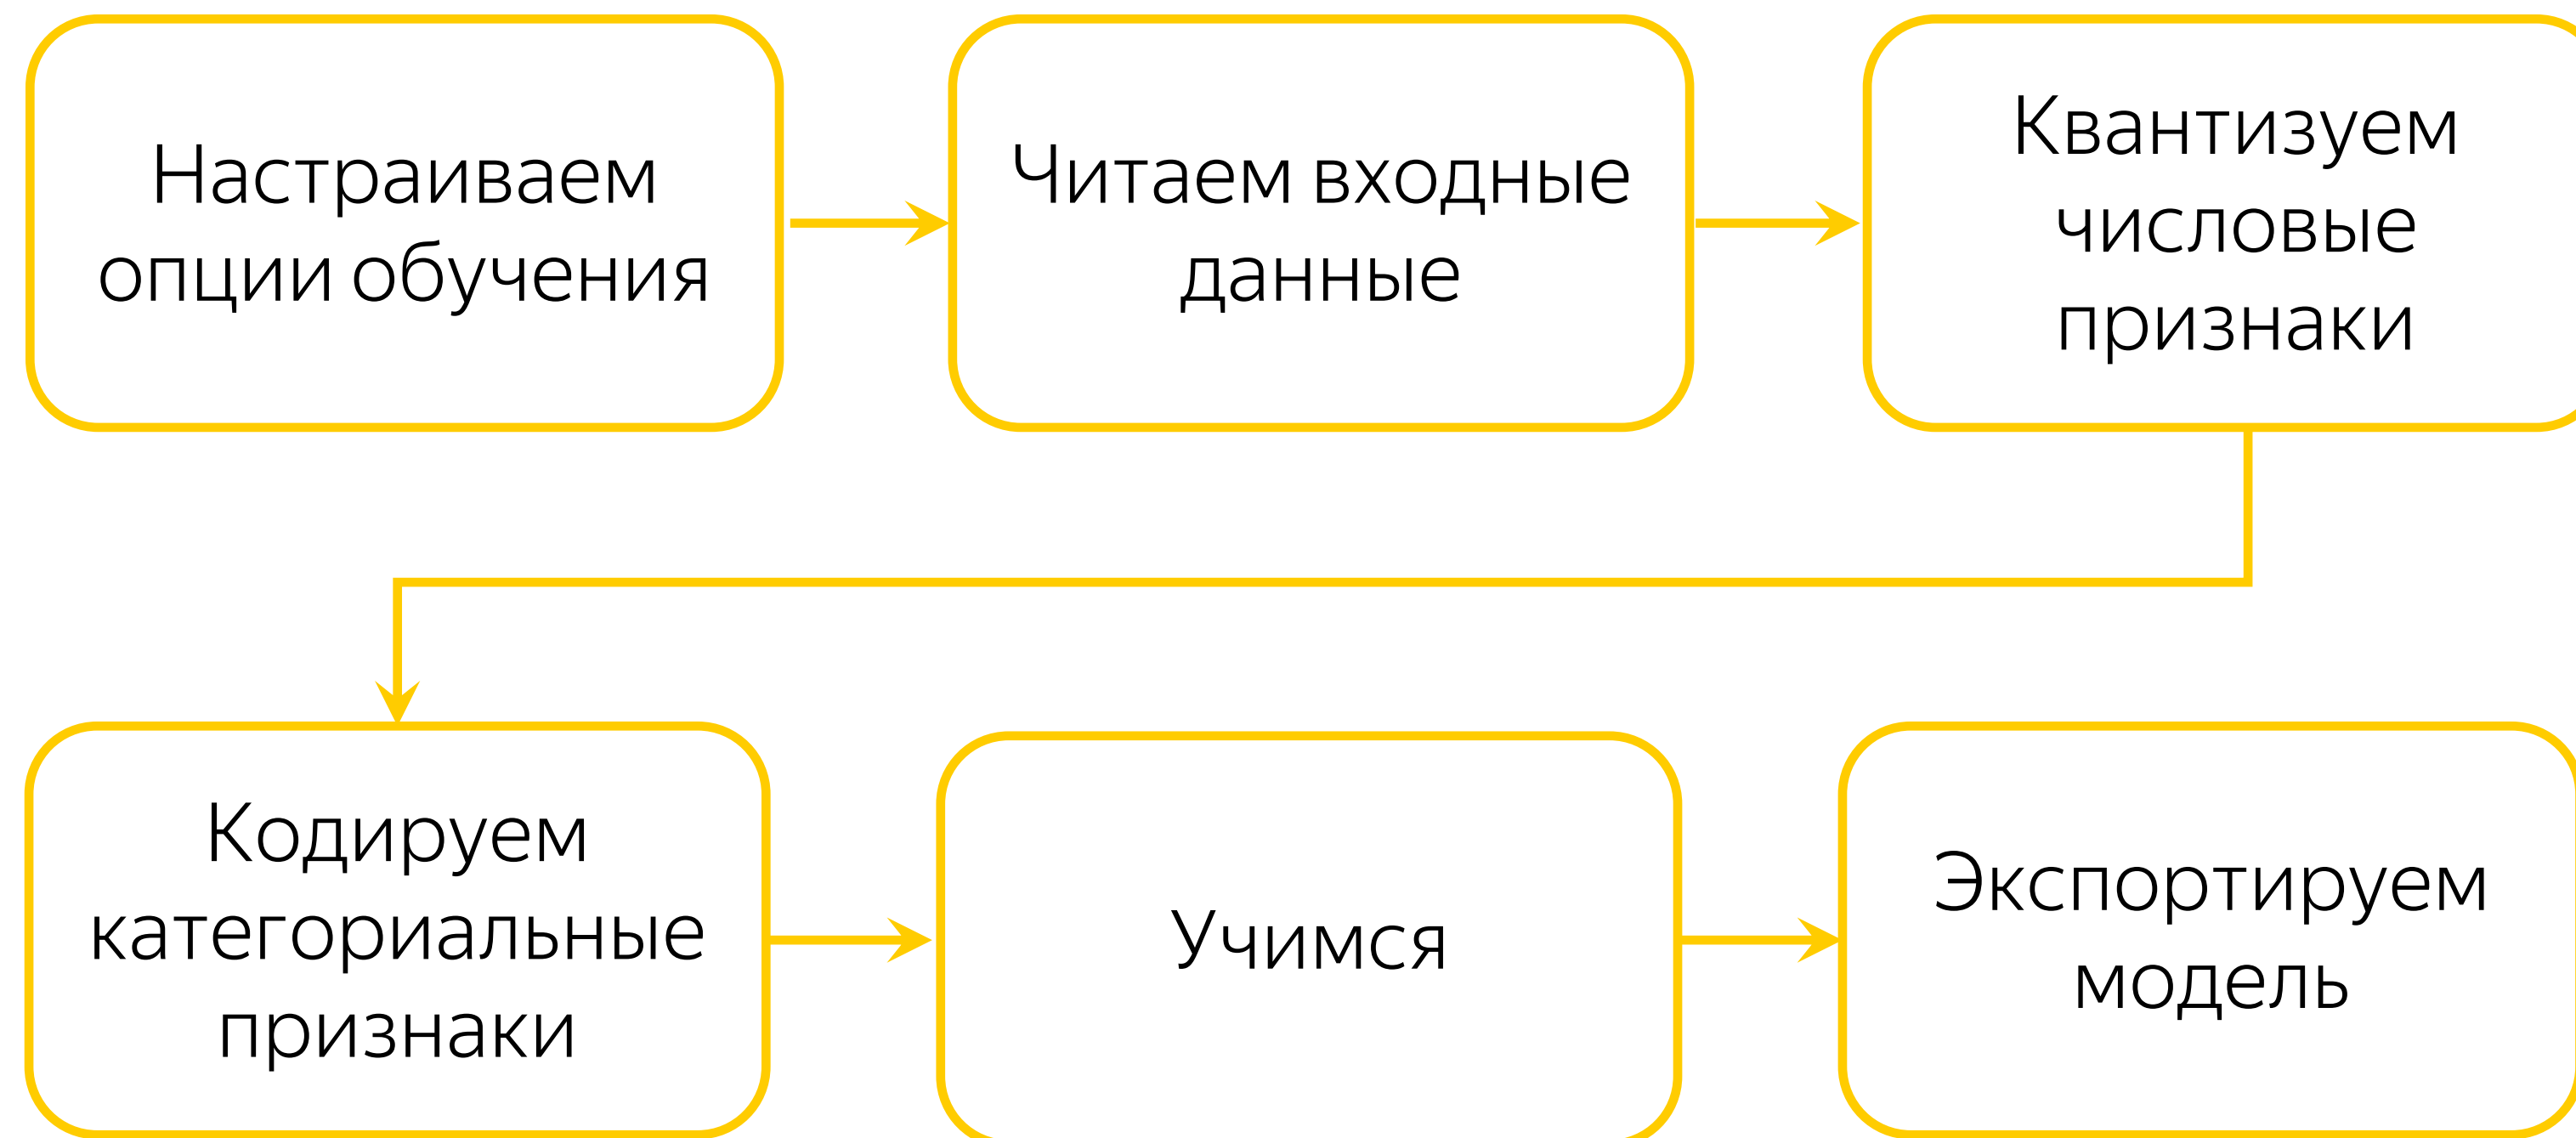 Настраиваем
опции обучения
Читаем входные
данные
Квантизуем
числовые
признаки
Кодируем
категориальные
признаки
Учимся
Экспортируем
модель